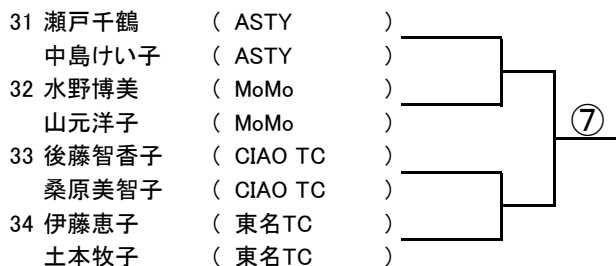 31 瀬戸千鶴 ( ASTY )
中島けい子 ( ASTY )
32 水野博美 ( MoMo )
山元洋子 ( MoMo )
⑦
33 後藤智香子 ( CIAO TC )
桑原美智子 ( CIAO TC )
34 伊藤恵子 ( 東名TC )
土本牧子 ( 東名TC )